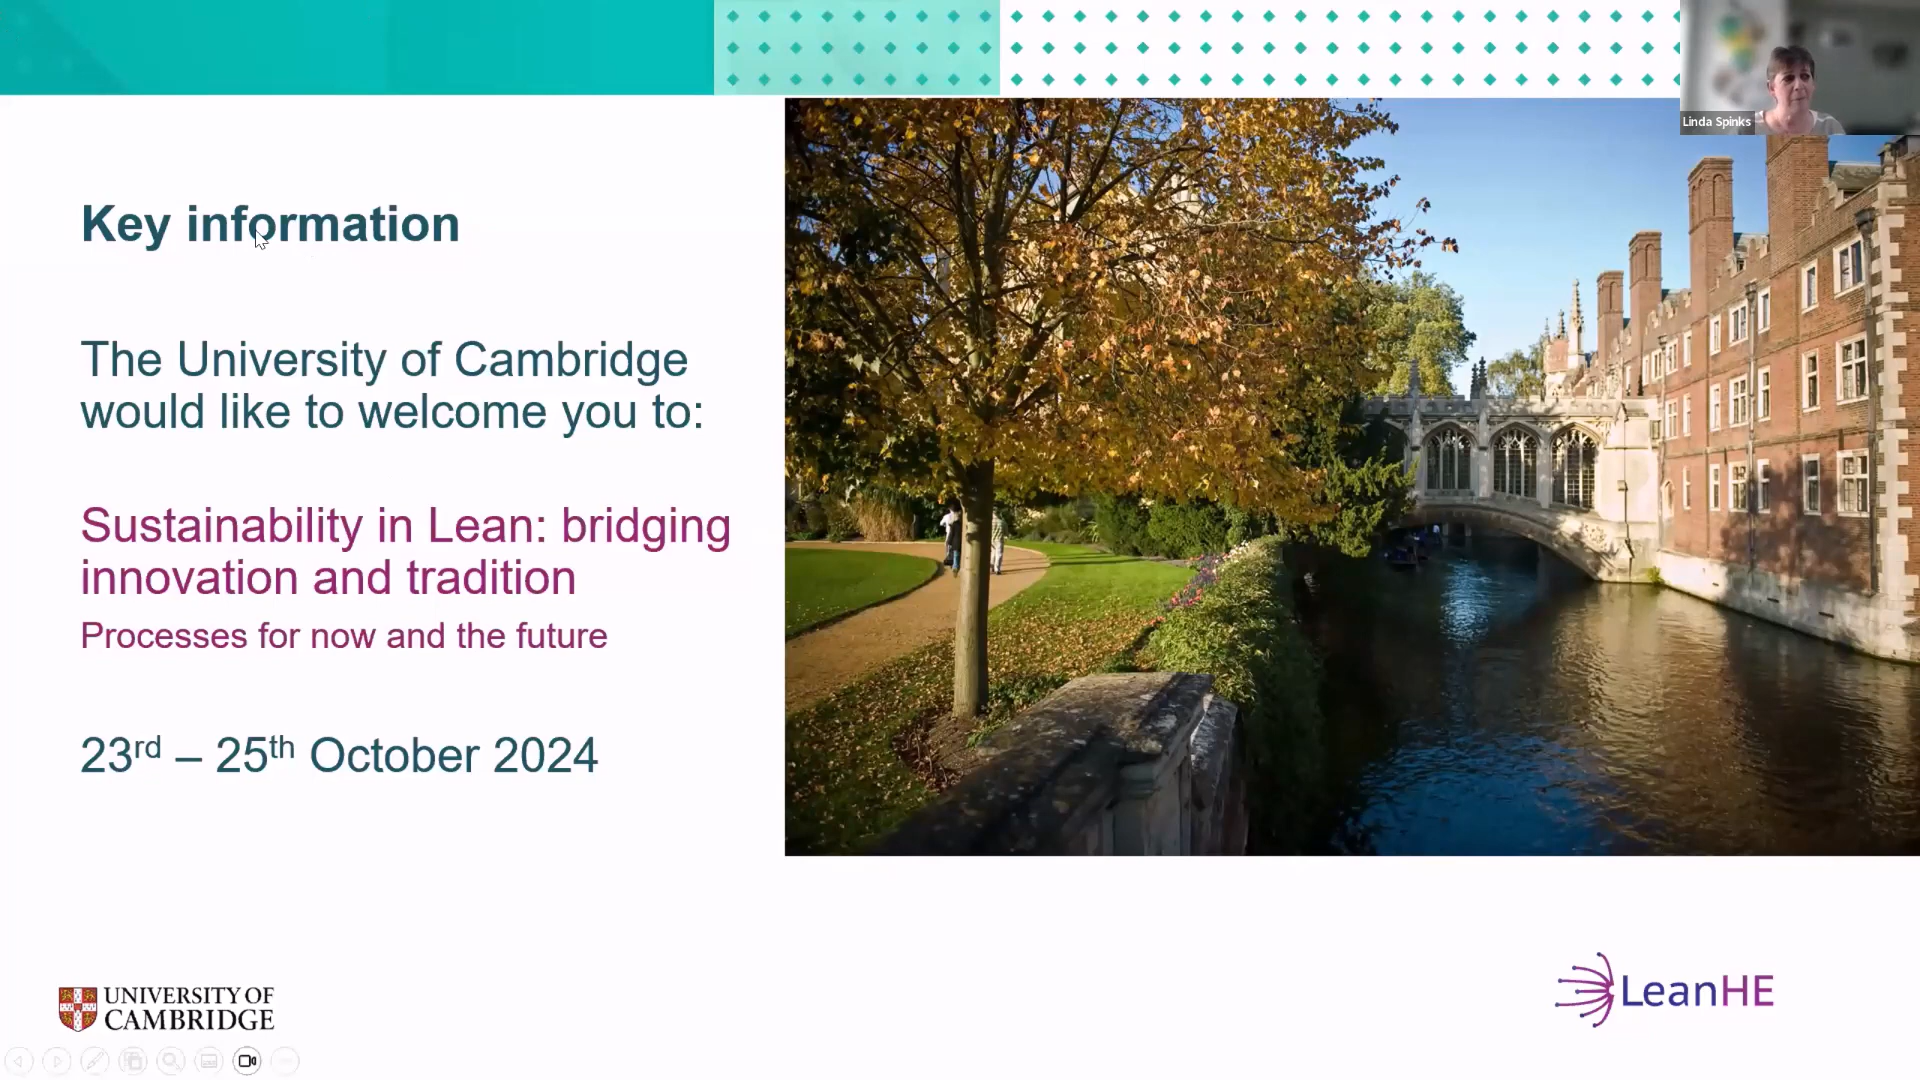 Linda Spinks
Key information
The University of Cambridge
would like to welcome you to:
Sustainability in Lean: bridging
innovation and tradition
Processes for now and the future
23rd – 25th October 2024
UNIVERSITY OF
CAMBRIDGE
LeanHE